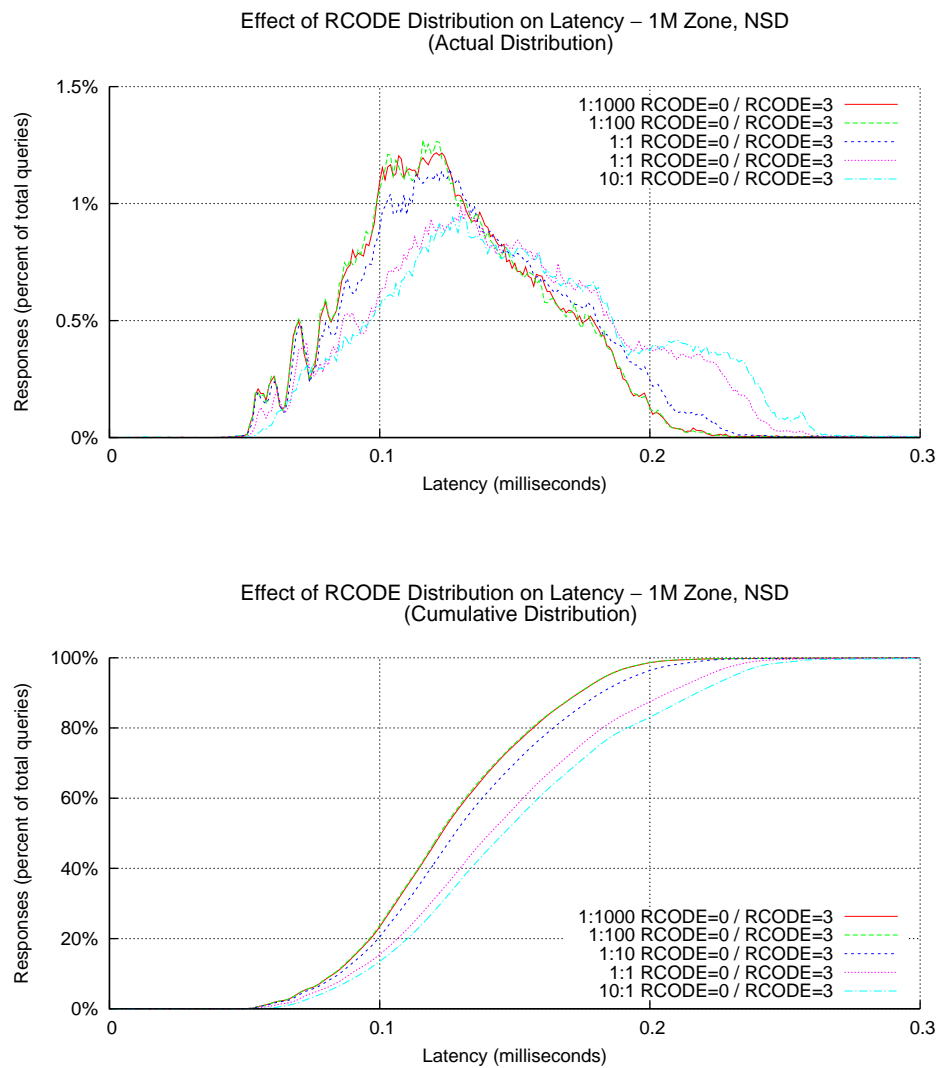 Effect of RCODE Distribution on Latency – 1M Zone, NSD
(Actual Distribution)
Responses (percent of total queries)
1.5%
1%
0.5%
0%
1:1000 RCODE=0 / RCODE=3
1:100 RCODE=0 / RCODE=3
1:1 RCODE=0 / RCODE=3
1:1 RCODE=0 / RCODE=3
10:1 RCODE=0 / RCODE=3
0 0.1 0.2 0.3
Latency (milliseconds)
Effect of RCODE Distribution on Latency – 1M Zone, NSD
(Cumulative Distribution)
Responses (percent of total queries)
100%
80%
60%
40%
20%
0%
1:1000 RCODE=0 / RCODE=3
1:100 RCODE=0 / RCODE=3
1:10 RCODE=0 / RCODE=3
1:1 RCODE=0 / RCODE=3
10:1 RCODE=0 / RCODE=3
0 0.1 0.2 0.3
Latency (milliseconds)